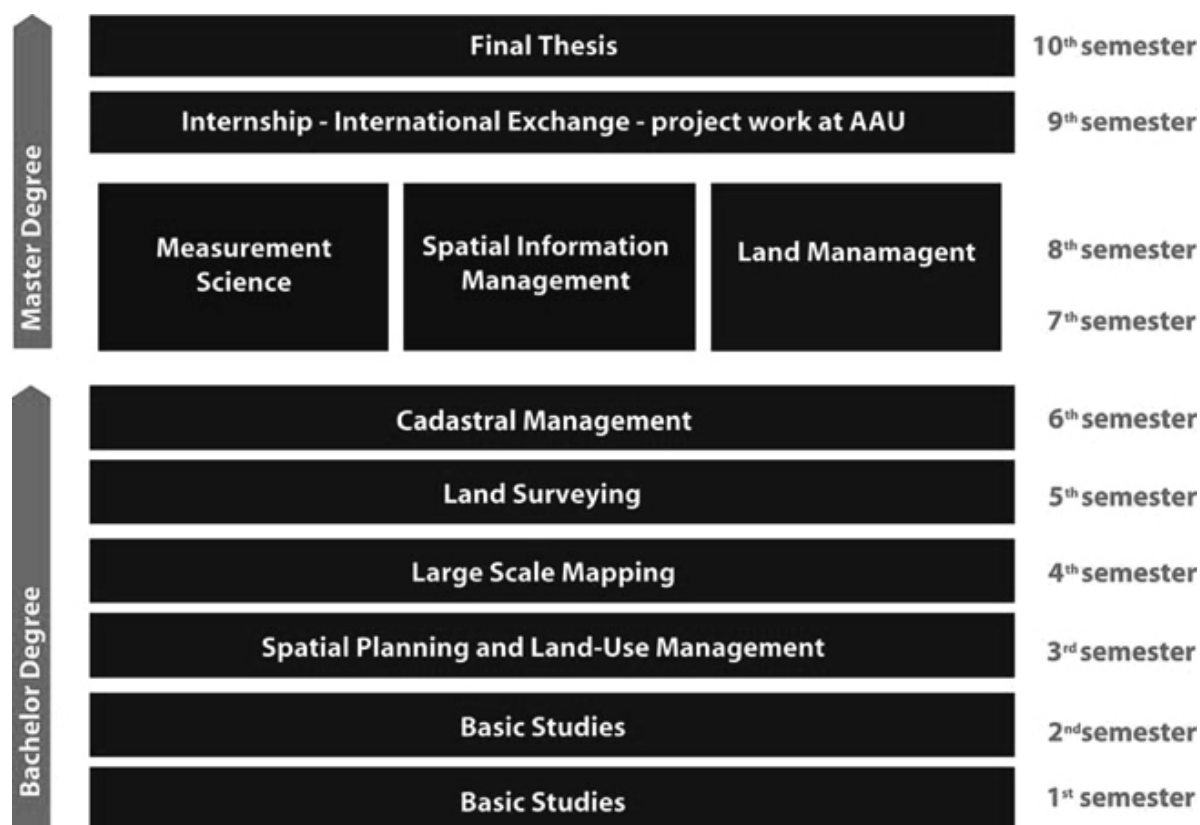 Master Degree
Final Thesis
10th semester
Internship - International Exchange - project work at AAU
9th semester
Measurement
Science
Spatial Information
Management
Land Manamagent
8th semester
7th semester
Bachelor Degree
Cadastral Management
6th semester
Land Surveying
5th semester
Large Scale Mapping
4th semester
Spatial Planning and Land-Use Management
3rd semester
Basic Studies
2nd semester
Basic Studies
1st semester